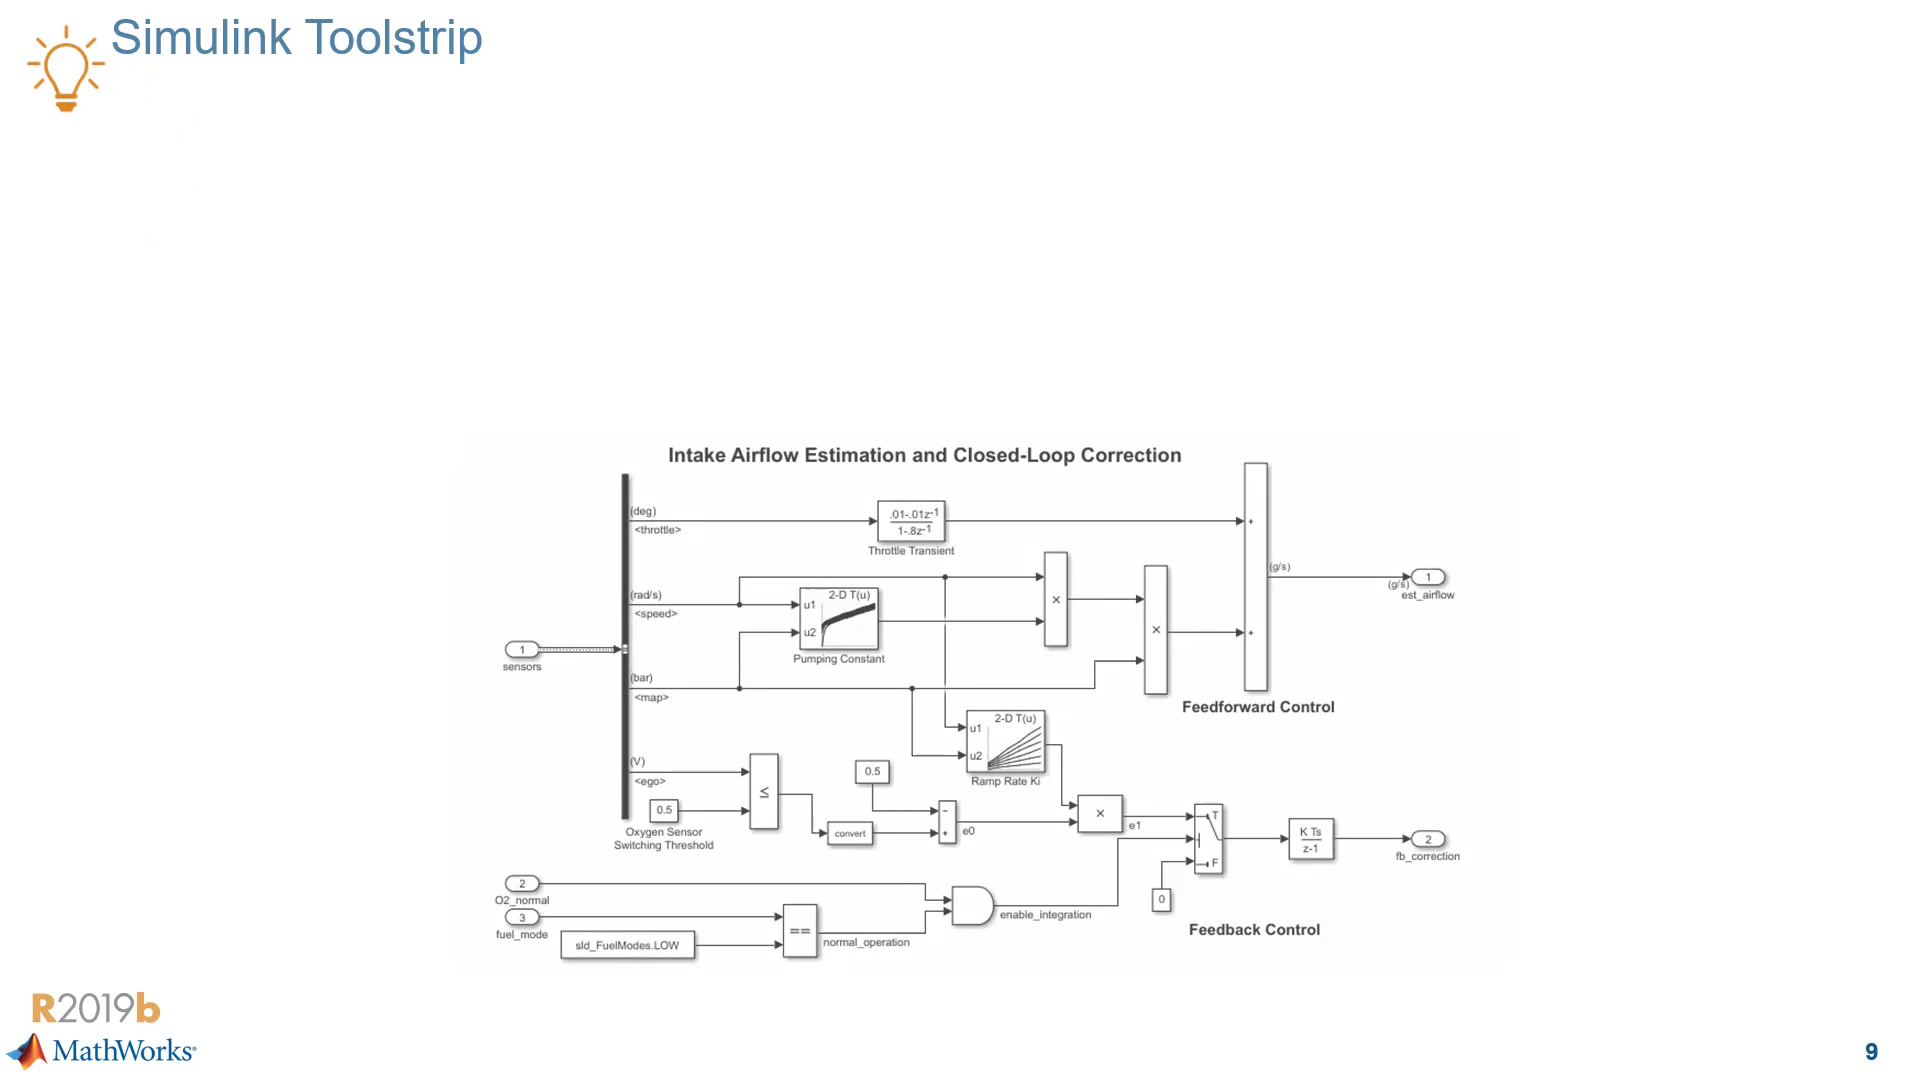 Simulink Toolstrip
Intake Airflow Estimation and Closed-Loop Correction
(deg)
<throttle>
.01-.01z-1
1-.8z-1
Throttle Transient
+
(rad/s)
<speed>
u1
u2
2-D T(u)
Pumping Constant
×
×
+
(g/s)
(g/s)
1
est_airflow
1
sensors
(bar)
<map>
Feedforward Control
u1
u2
2-D T(u)
Ramp Rate Ki
(V)
<ego>
0.5
Oxygen Sensor
Switching Threshold
≤
0.5
convert
−
+
e0
×
e1
T
F
0
K Ts
z-1
2
fb_correction
2
O2_normal
3
fuel_mode
sld_FuelModes.LOW
==
normal_operation
enable_integration
Feedback Control
R2019b
MathWorks®
9